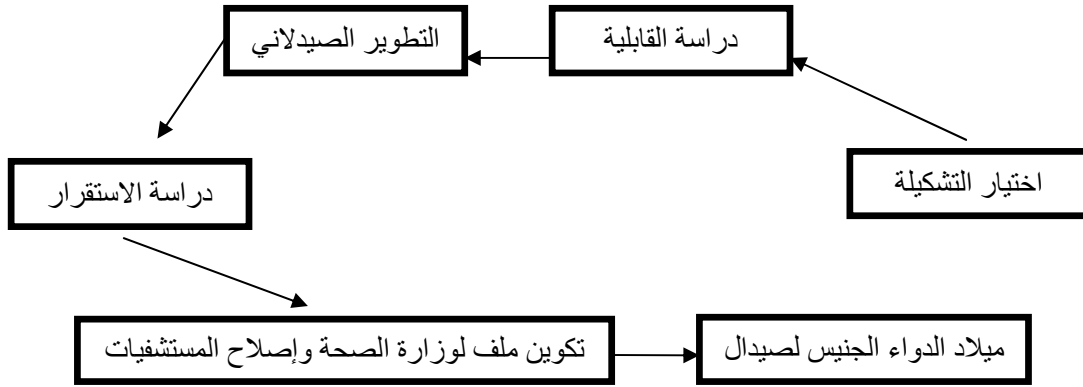 التطوير الصيدلاني
دراسة القابلية
اختيار التشكيلة
دراسة الاستقرار
تكوين ملف لوزارة الصحة وإصلاح المستشفيات
ميلاد الدواء الجنيس لصيدال